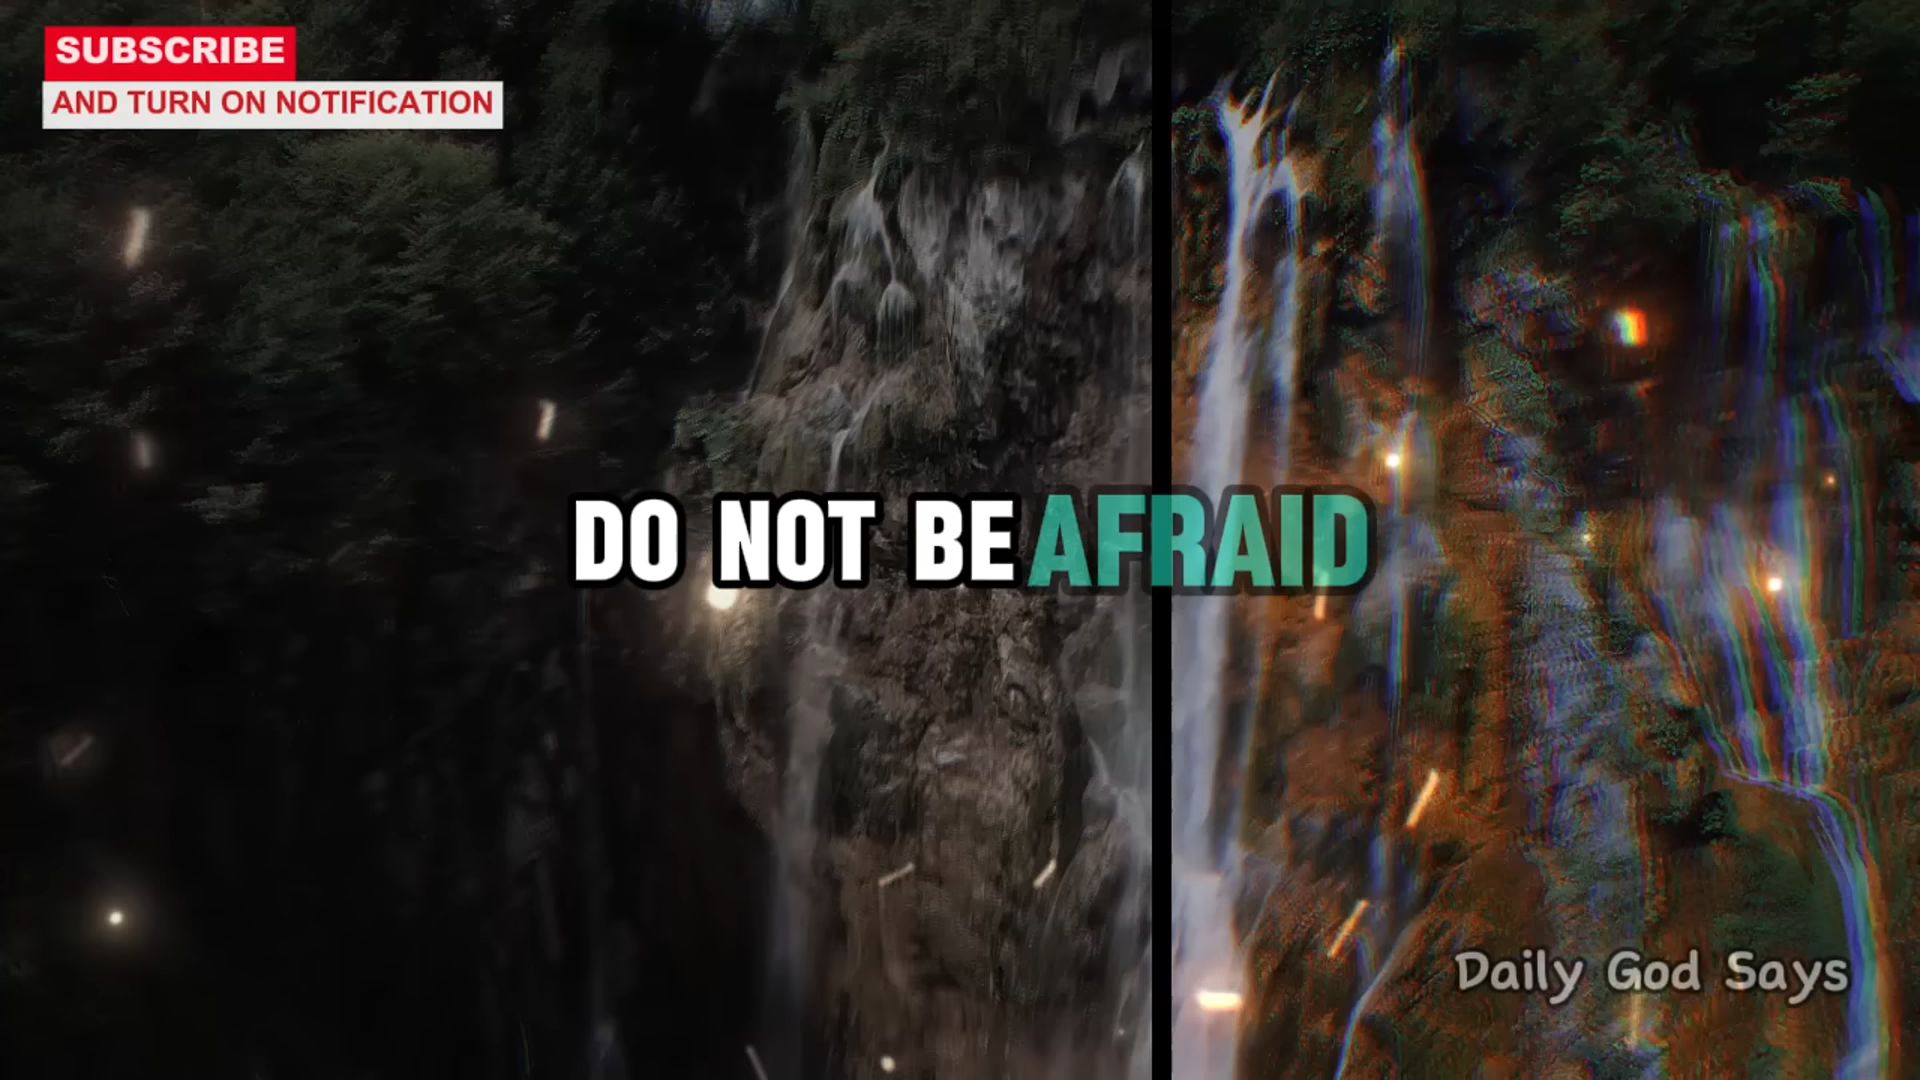 SUBSCRIBE
AND TURN ON NOTIFICATION
DO NOT BE AFRAID
Daily God Says